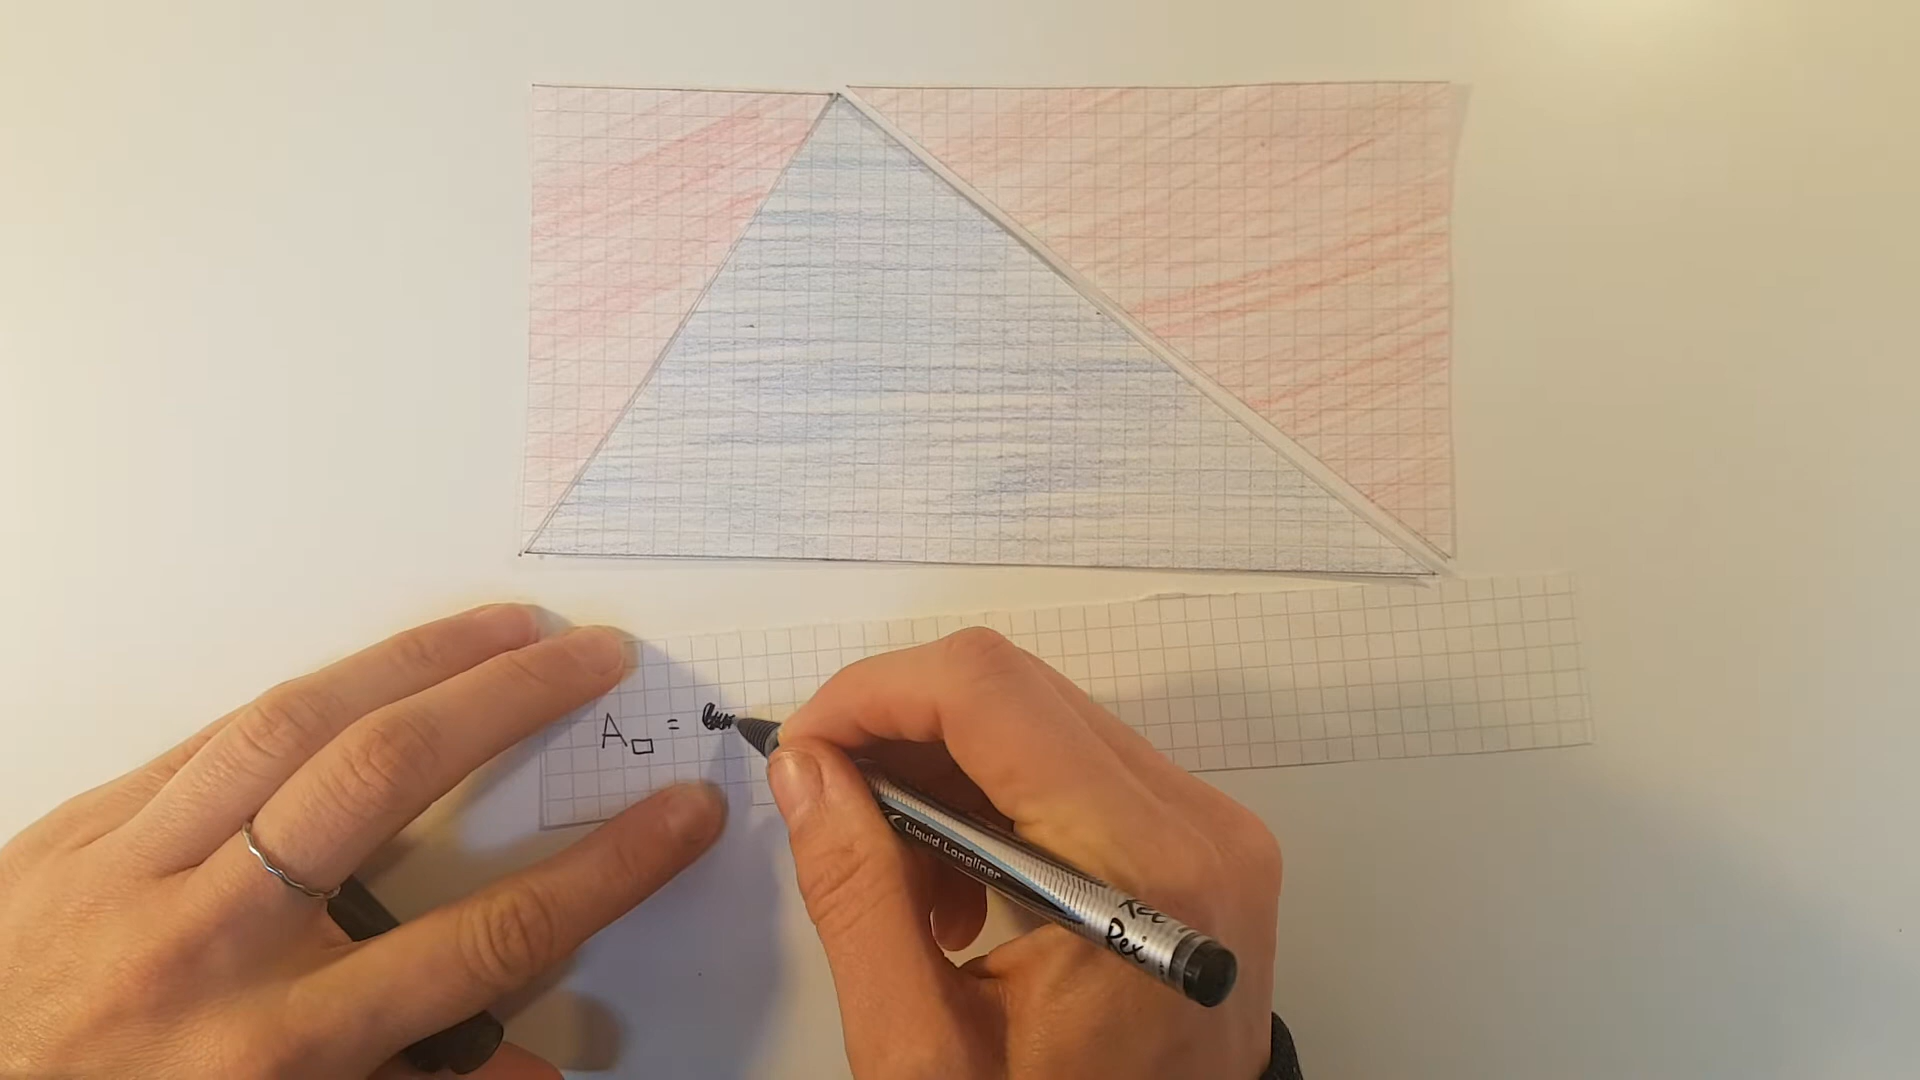 A□ =
Liquid Longliner
Rex